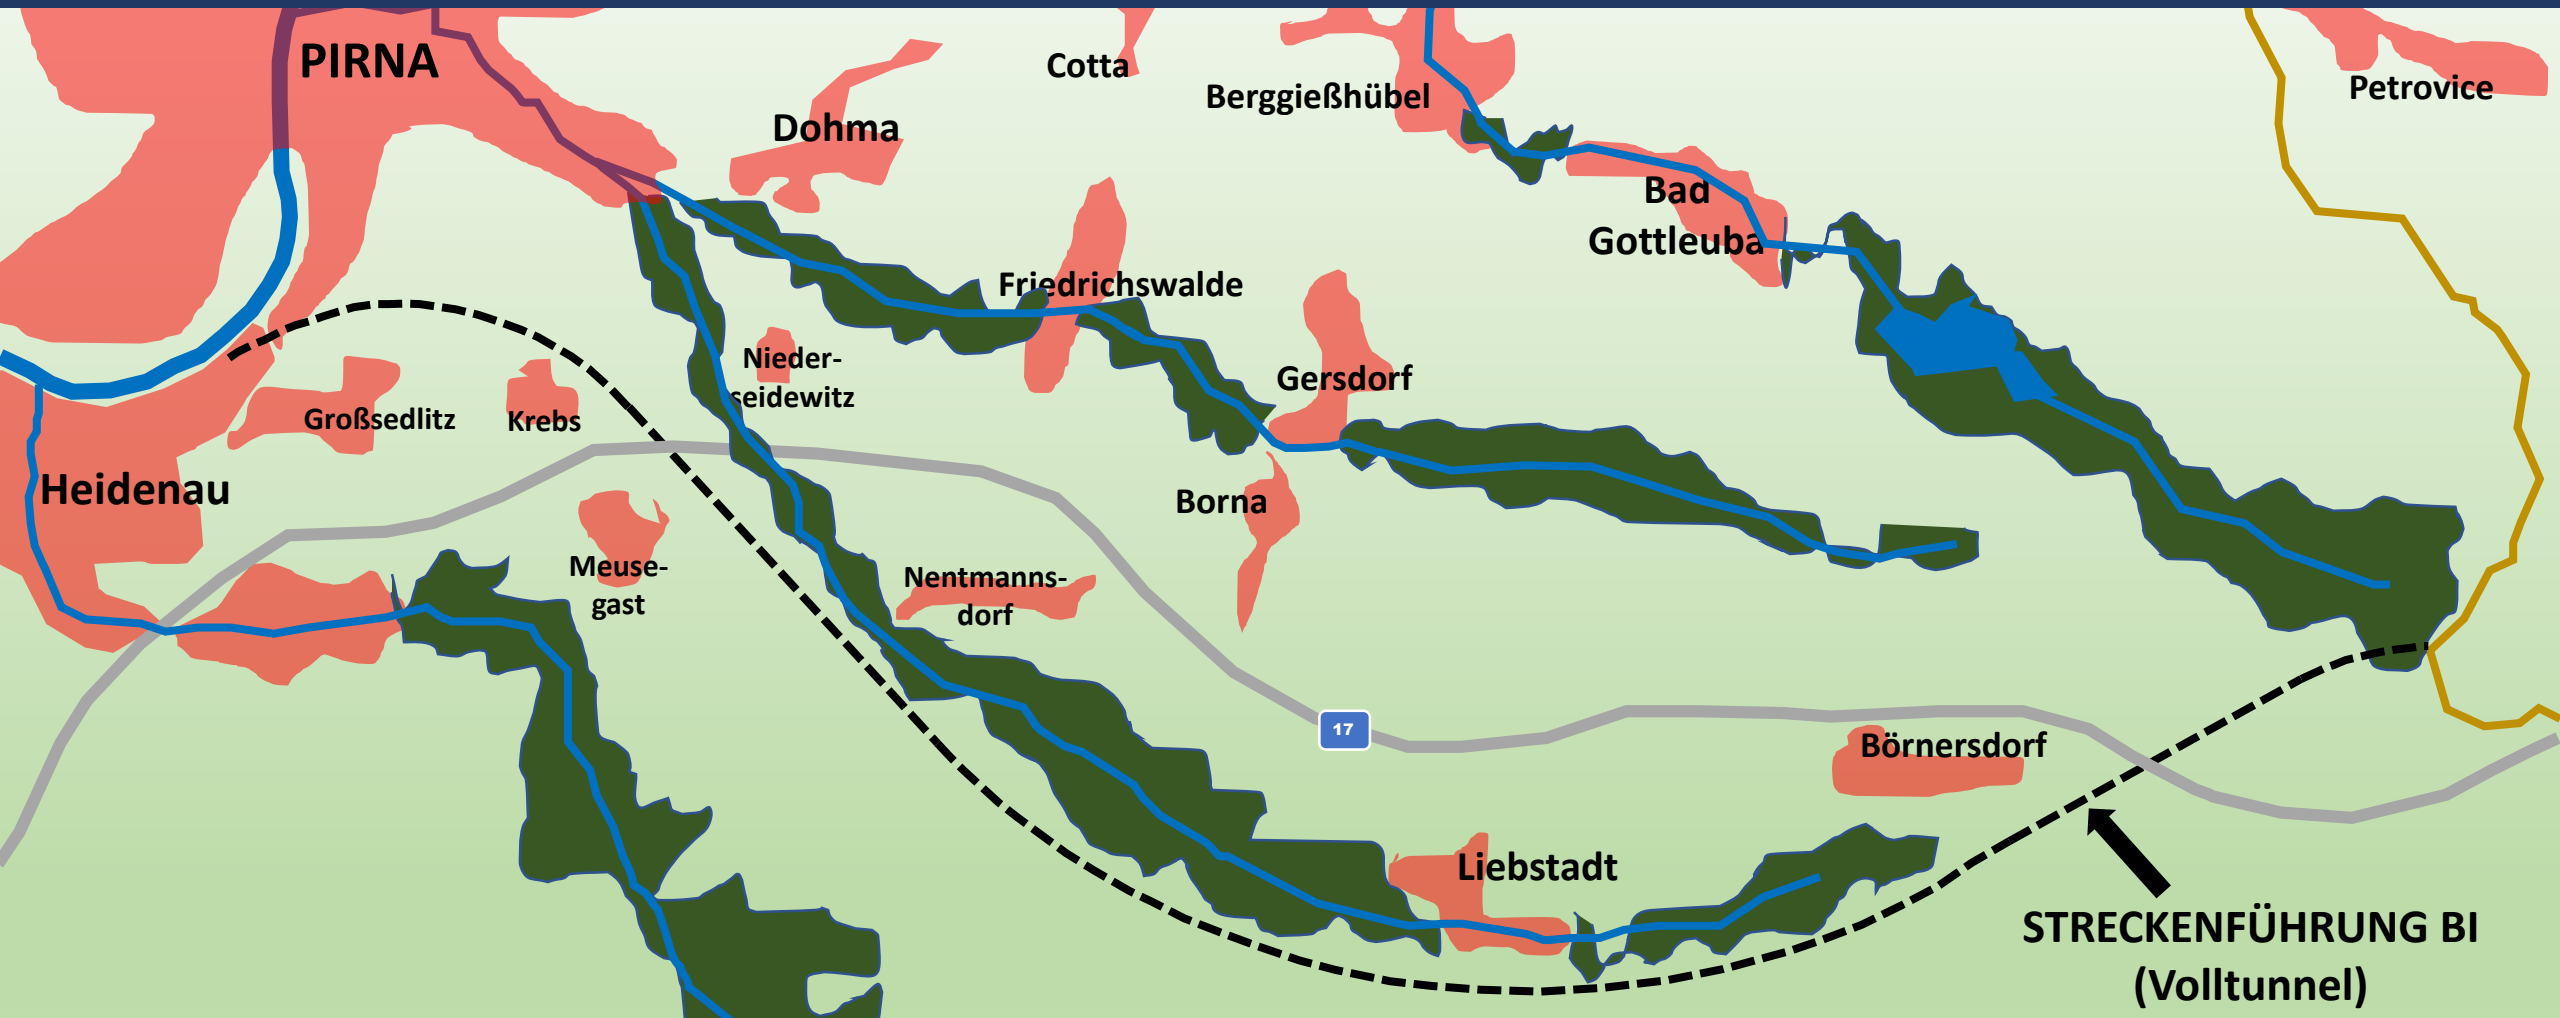 PIRNA
Cotta
Berggießhübel
Petrovice
Dohma
Bad
Gottleuba
Friedrichswalde
Nieder-
seidewitz
Gersdorf
Großsedlitz
Krebs
Heidenau
Borna
Meuse-
gast
Nentmanns-
dorf
17
Börnersdorf
Liebstadt
STRECKENFÜHRUNG BI
(Volltunnel)